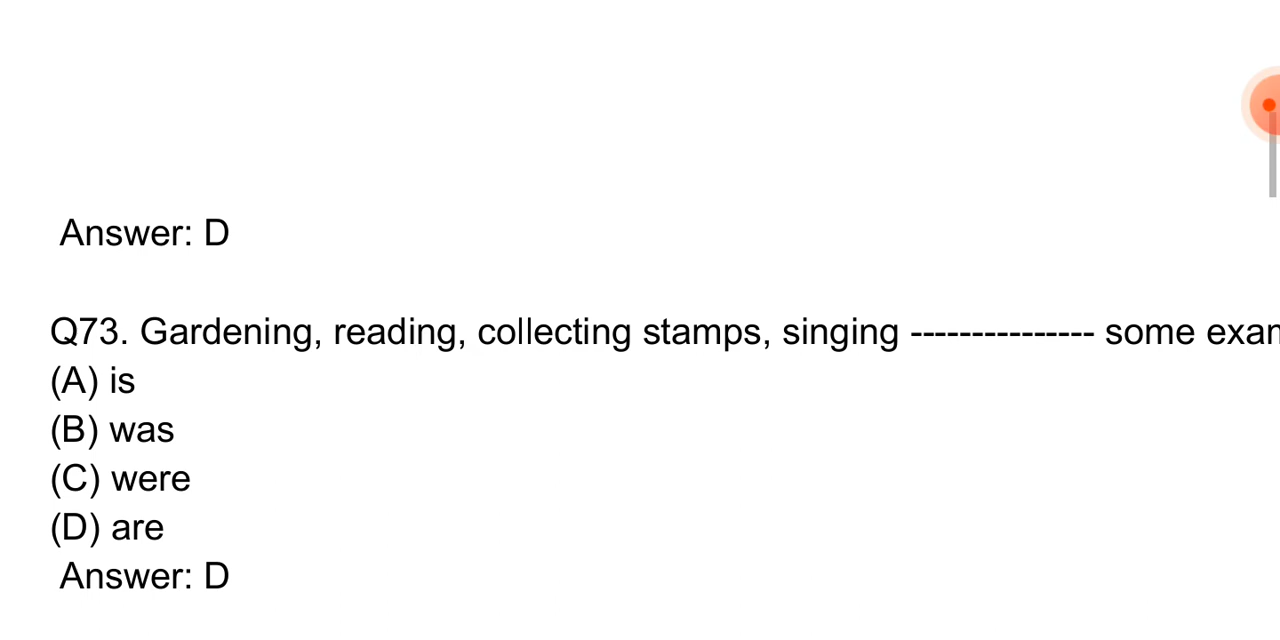 Answer: D
Q73. Gardening, reading, collecting stamps, singing --------------- some
(A) is
(B) was
(C) were
(D) are
Answer: D